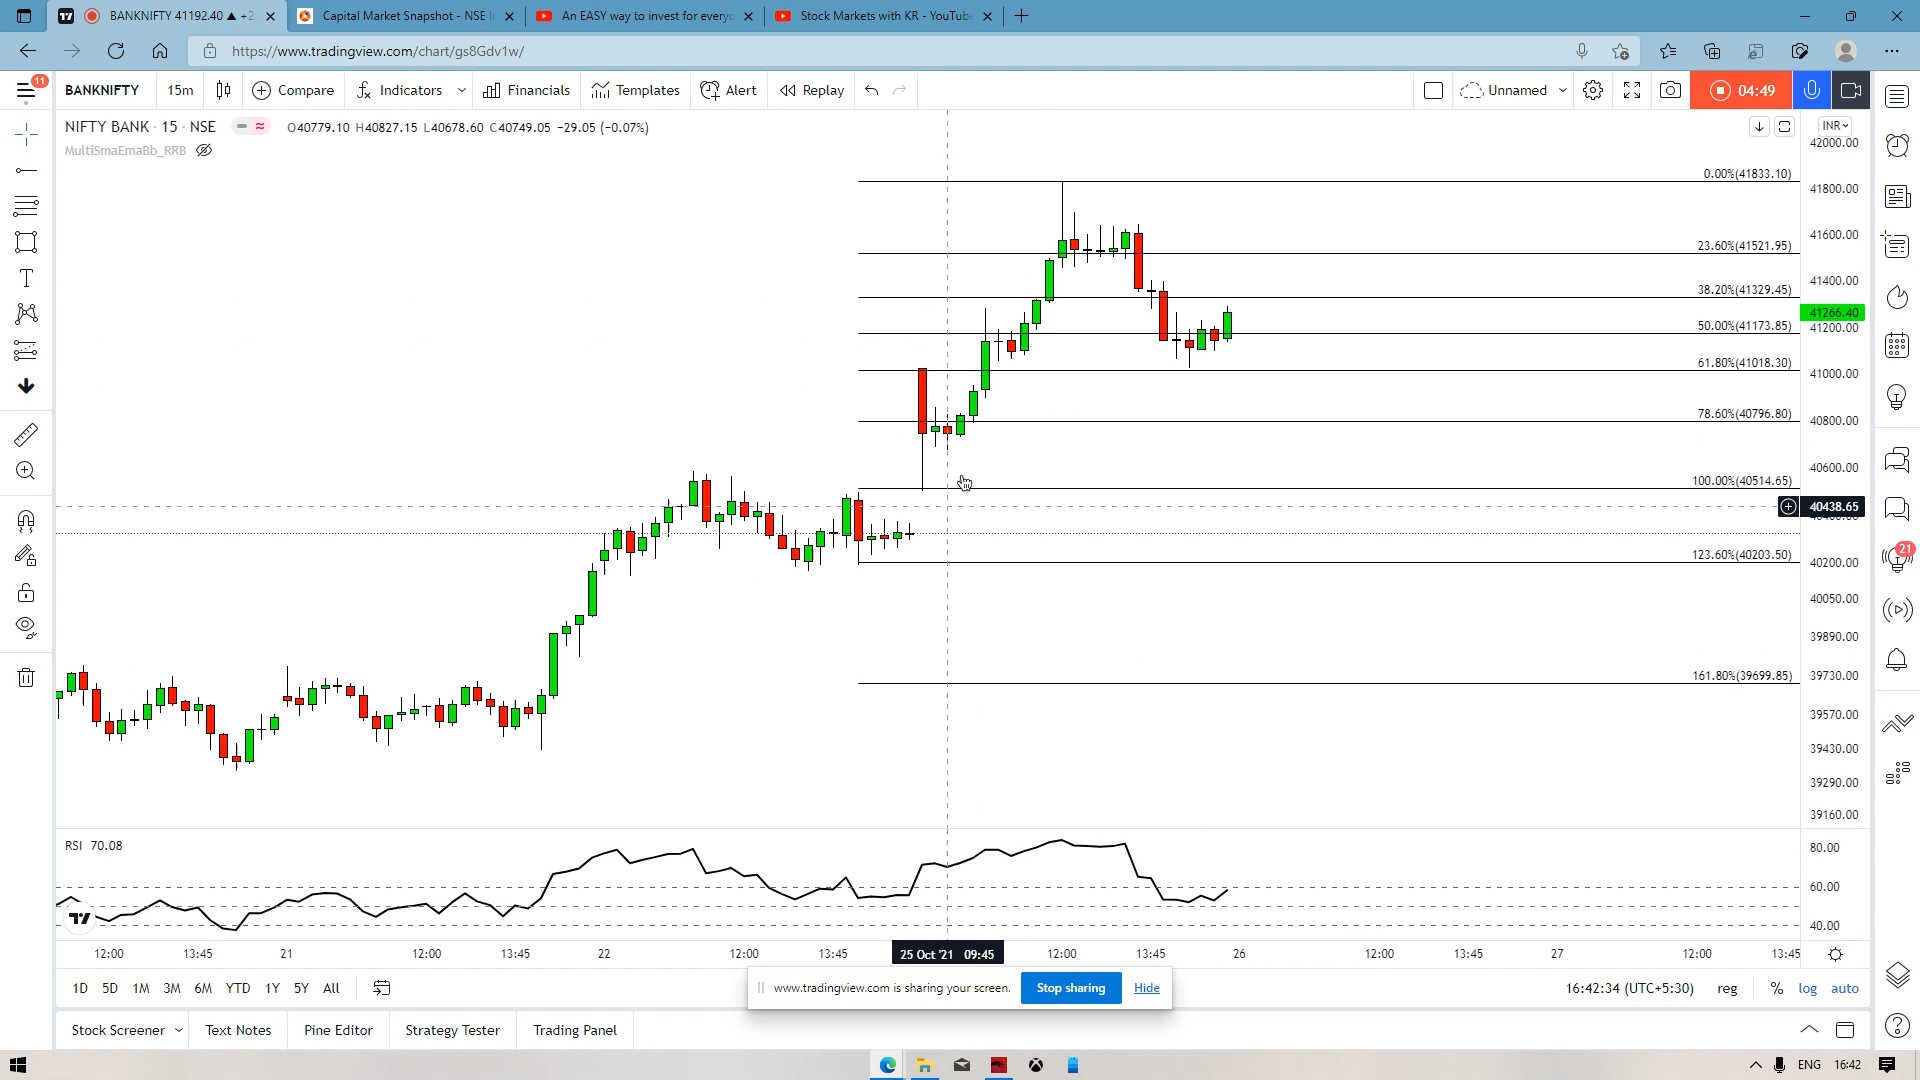 BANKNIFTY 41192.40 ▲ +2.
Capital Market Snapshot - NSE I
An EASY way to invest for every
Stock Markets with KR - YouTube
https://www.tradingview.com/chart/gs8Gdv1w/
11
BANKNIFTY 15m Compare Indicators Financials Templates Alert Replay Unnamed 04:49
NIFTY BANK · 15 · NSE O40779.10 H40827.15 L40678.60 C40749.05 -29.05 (-0.07%)
INR
MultiSmaEmaBb_RRB
42000.00
0.00%(41833.10)
41800.00
41600.00
23.60%(41521.95)
41400.00
38.20%(41329.45)
41266.40
50.00%(41173.85)
41200.00
61.80%(41018.30)
41000.00
78.60%(40796.80)
40800.00
40600.00
100.00%(40514.65)
40438.65
123.60%(40203.50)
40200.00
21
40050.00
39890.00
161.80%(39699.85)
39730.00
39570.00
39430.00
39290.00
39160.00
RSI 70.08
80.00
60.00
40.00
12:00 13:45 21 12:00 13:45 22 12:00 13:45 25 Oct '21 09:45 12:00 13:45 26 12:00 13:45 27 12:00 13:45
1D 5D 1M 3M 6M YTD 1Y 5Y All
www.tradingview.com is sharing your screen. Stop sharing Hide
16:42:34 (UTC+5:30) reg % log auto
Stock Screener Text Notes Pine Editor Strategy Tester Trading Panel
ENG 16:42